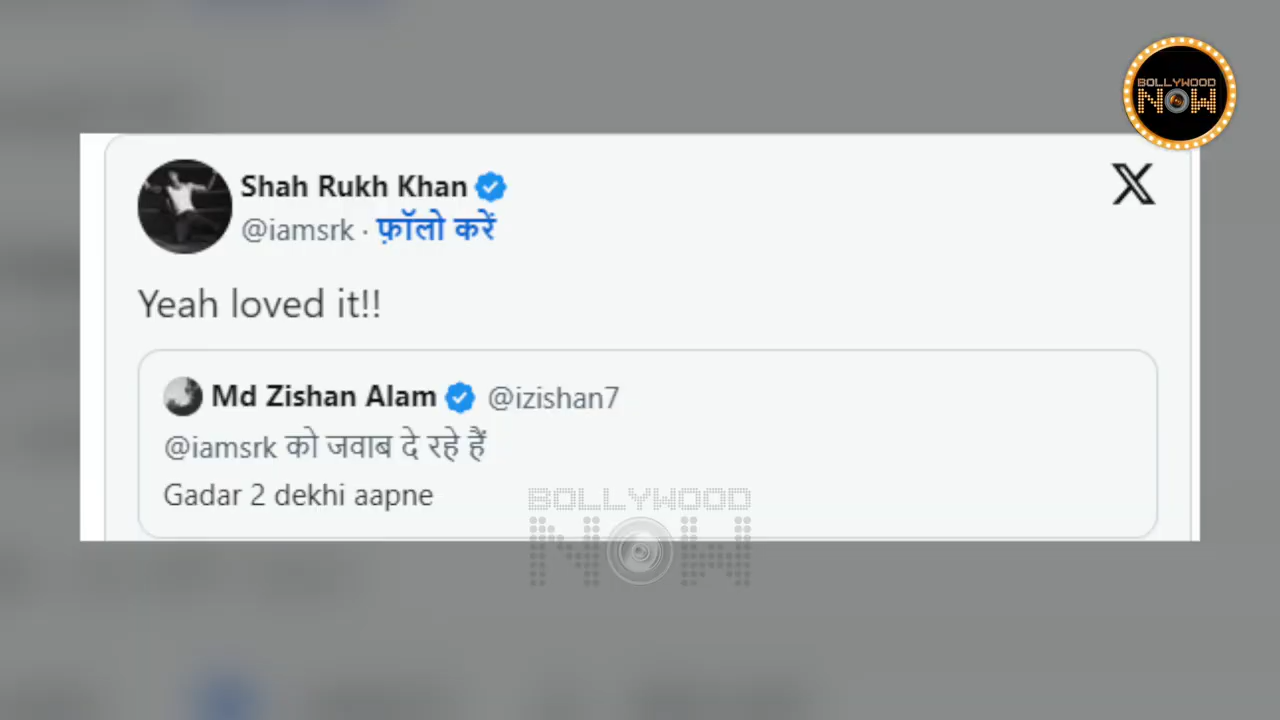 BOLLYWOOD
NOW
Shah Rukh Khan
@iamsrk · फ़ॉलो करें
Yeah loved it!!
Md Zishan Alam @izishan7
@iamsrk को जवाब दे रहे हैं
Gadar 2 dekhi aapne
BOLLYWOOD
NOW